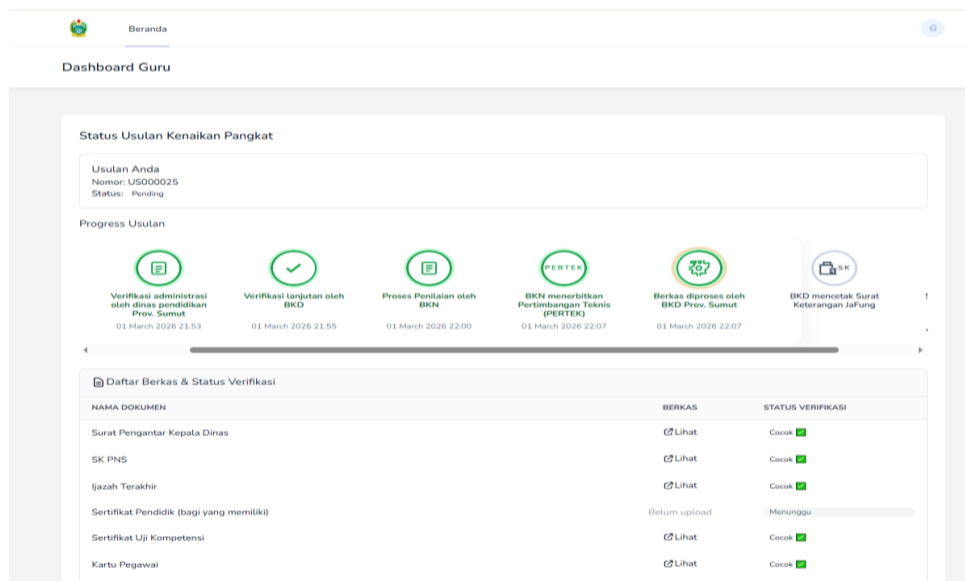 Beranda
G
Dashboard Guru
Status Usulan Kenaikan Pangkat
Usulan Anda
Nomor: US000025
Status: Pending
Progress Usulan
PERTEK
SK
Verifikasi administrasi
oleh dinas pendidikan
Prov. Sumut
01 March 2026 21:53
Verifikasi lanjutan oleh
BKD
01 March 2026 21:55
Proses Penilaian oleh
BKN
01 March 2026 22:00
BKN menerbitkan
Pertimbangan Teknis
(PERTEK)
01 March 2026 22:07
Berkas diproses oleh
BKD Prov. Sumut
01 March 2026 22:07
BKD mencetak Surat
Keterangan JaFung
Daftar Berkas & Status Verifikasi
NAMA DOKUMEN BERKAS STATUS VERIFIKASI
Surat Pengantar Kepala Dinas Lihat Cocok ✅
SK PNS Lihat Cocok ✅
Ijazah Terakhir Lihat Cocok ✅
Sertifikat Pendidik (bagi yang memiliki) Belum upload Menunggu
Sertifikat Uji Kompetensi Lihat Cocok ✅
Kartu Pegawai Lihat Cocok ✅